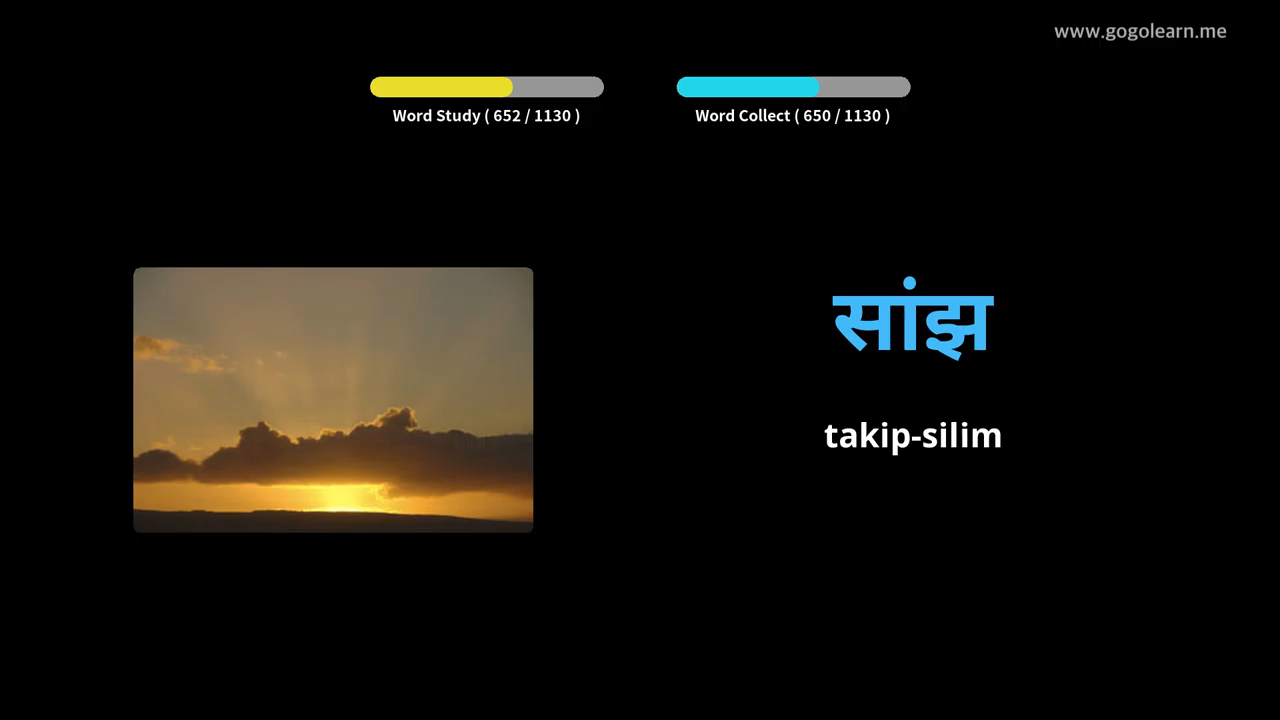 www.gogolearn.me
Word Study ( 652 / 1130 )
Word Collect ( 650 / 1130 )
सांझ
takip-silim